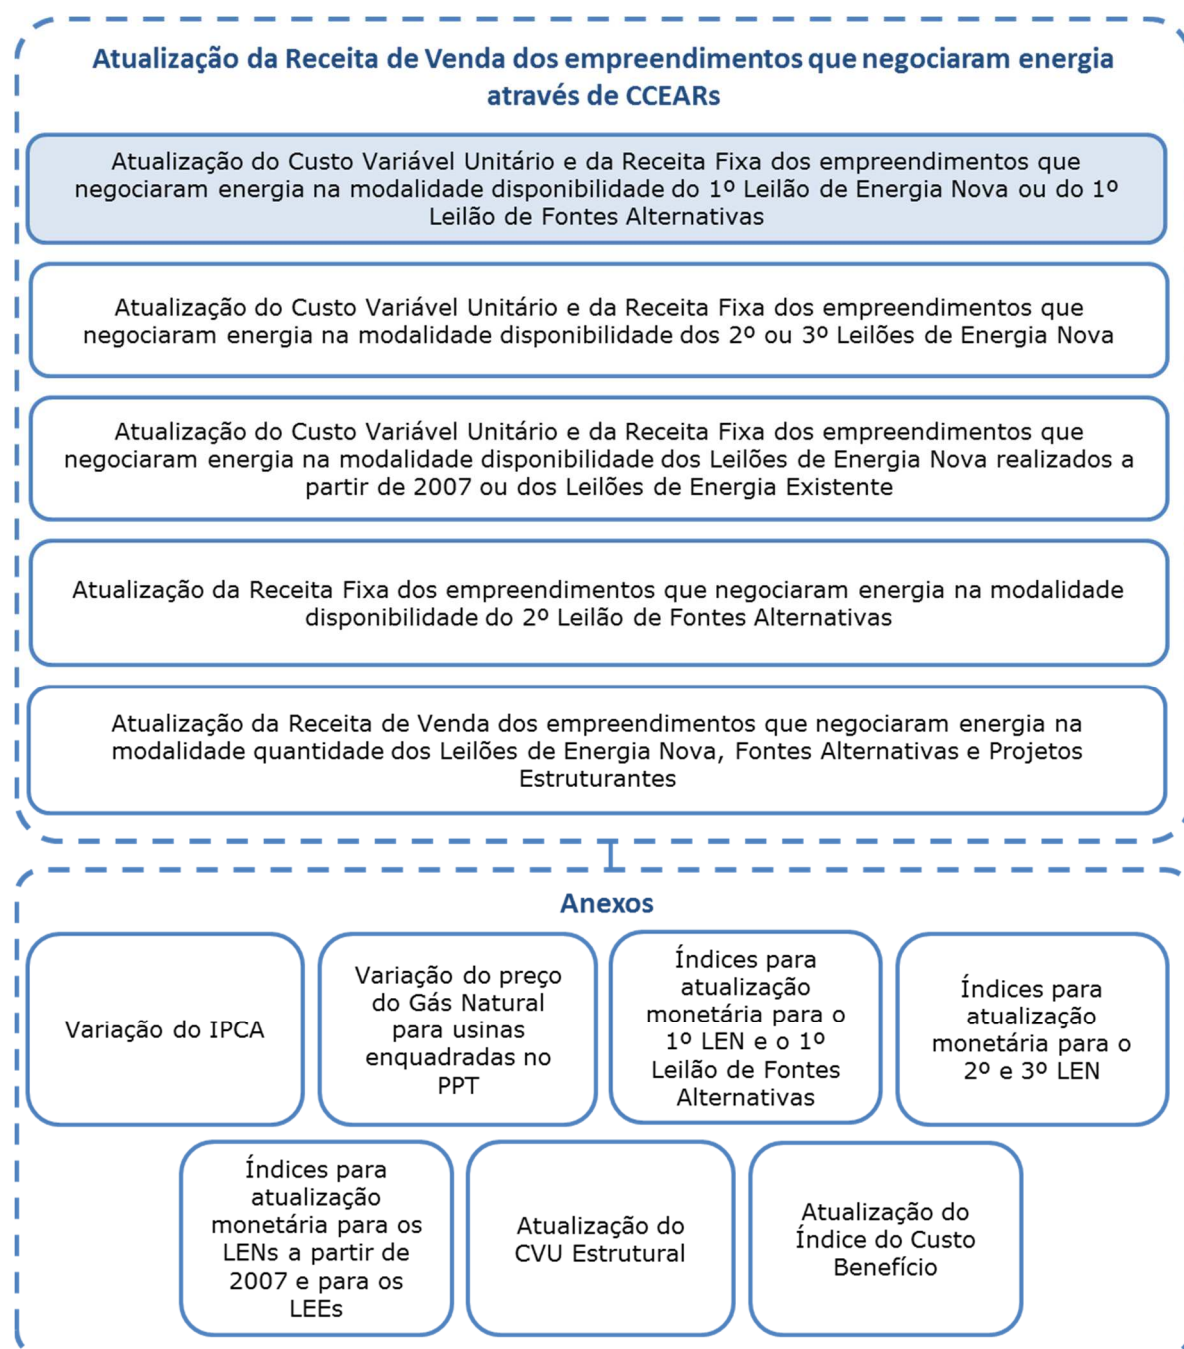 Atualização da Receita de Venda dos empreendimentos que negociaram energia
através de CCEARs
Atualização do Custo Variável Unitário e da Receita Fixa dos empreendimentos que
negociaram energia na modalidade disponibilidade do 1º Leilão de Energia Nova ou do 1º
Leilão de Fontes Alternativas
Atualização do Custo Variável Unitário e da Receita Fixa dos empreendimentos que
negociaram energia na modalidade disponibilidade dos 2º ou 3º Leilões de Energia Nova
Atualização do Custo Variável Unitário e da Receita Fixa dos empreendimentos que
negociaram energia na modalidade disponibilidade dos Leilões de Energia Nova realizados a
partir de 2007 ou dos Leilões de Energia Existente
Atualização da Receita Fixa dos empreendimentos que negociaram energia na modalidade
disponibilidade do 2º Leilão de Fontes Alternativas
Atualização da Receita de Venda dos empreendimentos que negociaram energia na
modalidade quantidade dos Leilões de Energia Nova, Fontes Alternativas e Projetos
Estruturantes
Anexos
Variação do IPCA
Variação do preço
do Gás Natural
para usinas
enquadradas no
PPT
Índices para
atualização
monetária para o
1º LEN e o 1º
Leilão de Fontes
Alternativas
Índices para
atualização
monetária para o
2º e 3º LEN
Índices para
atualização
monetária para os
LENs a partir de
2007 e para os
LEEs
Atualização do
CVU Estrutural
Atualização do
Índice do Custo
Benefício